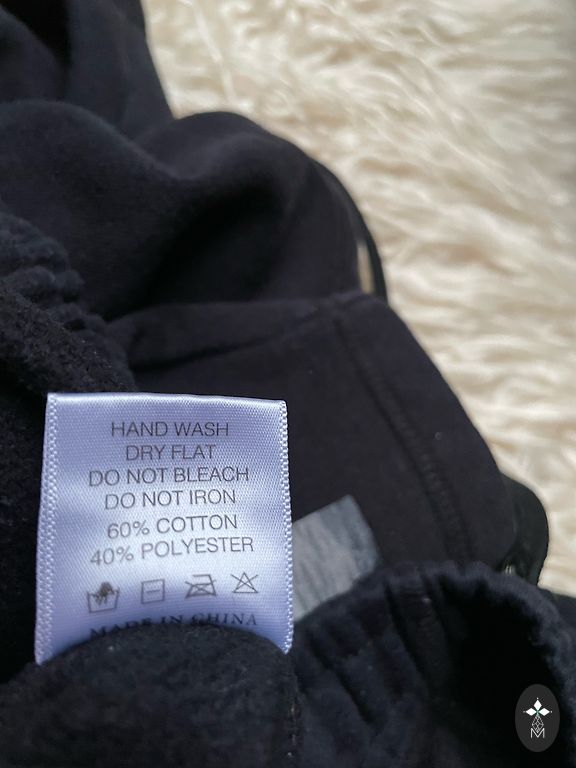 HAND WASH
DRY FLAT
DO NOT BLEACH
DO NOT IRON
60% COTTON
40% POLYESTER
MADE IN CHINA
M